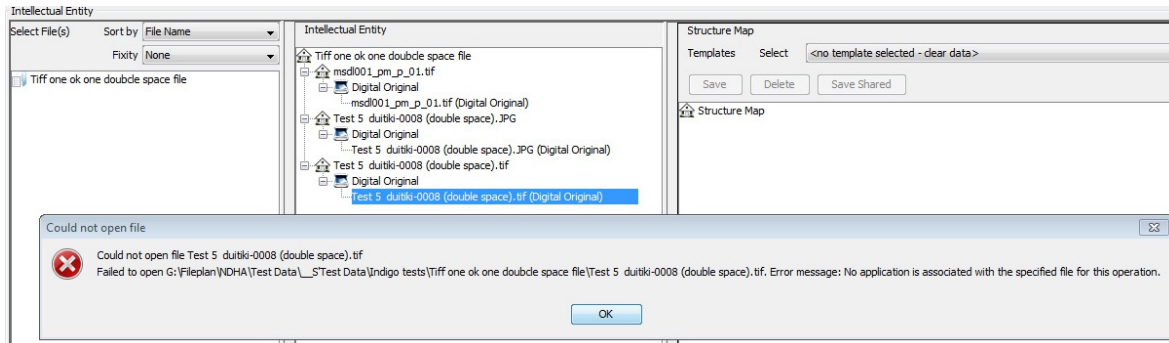 Intellectual Entity
Select File(s) Sort by File Name
Fixity None
Tiff one ok one doubcle space file
Intellectual Entity
Tiff one ok one doubcle space file
msdl001_pm_p_01.tif
Digital Original
msdl001_pm_p_01.tif (Digital Original)
Test 5  duitiki-0008 (double space).JPG
Digital Original
Test 5  duitiki-0008 (double space).JPG (Digital Original)
Test 5  duitiki-0008 (double space).tif
Digital Original
Test 5  duitiki-0008 (double space).tif (Digital Original)
Structure Map
Templates Select <no template selected - clear data>
Save Delete Save Shared
Structure Map
Could not open file
Could not open file Test 5  duitiki-0008 (double space).tif
Failed to open G:\Fileplan\NDHA\Test Data\__S'Test Data\Indigo tests\Tiff one ok one doubcle space file\Test 5  duitiki-0008 (double space).tif. Error message: No application is associated with the specified file for this operation.
OK